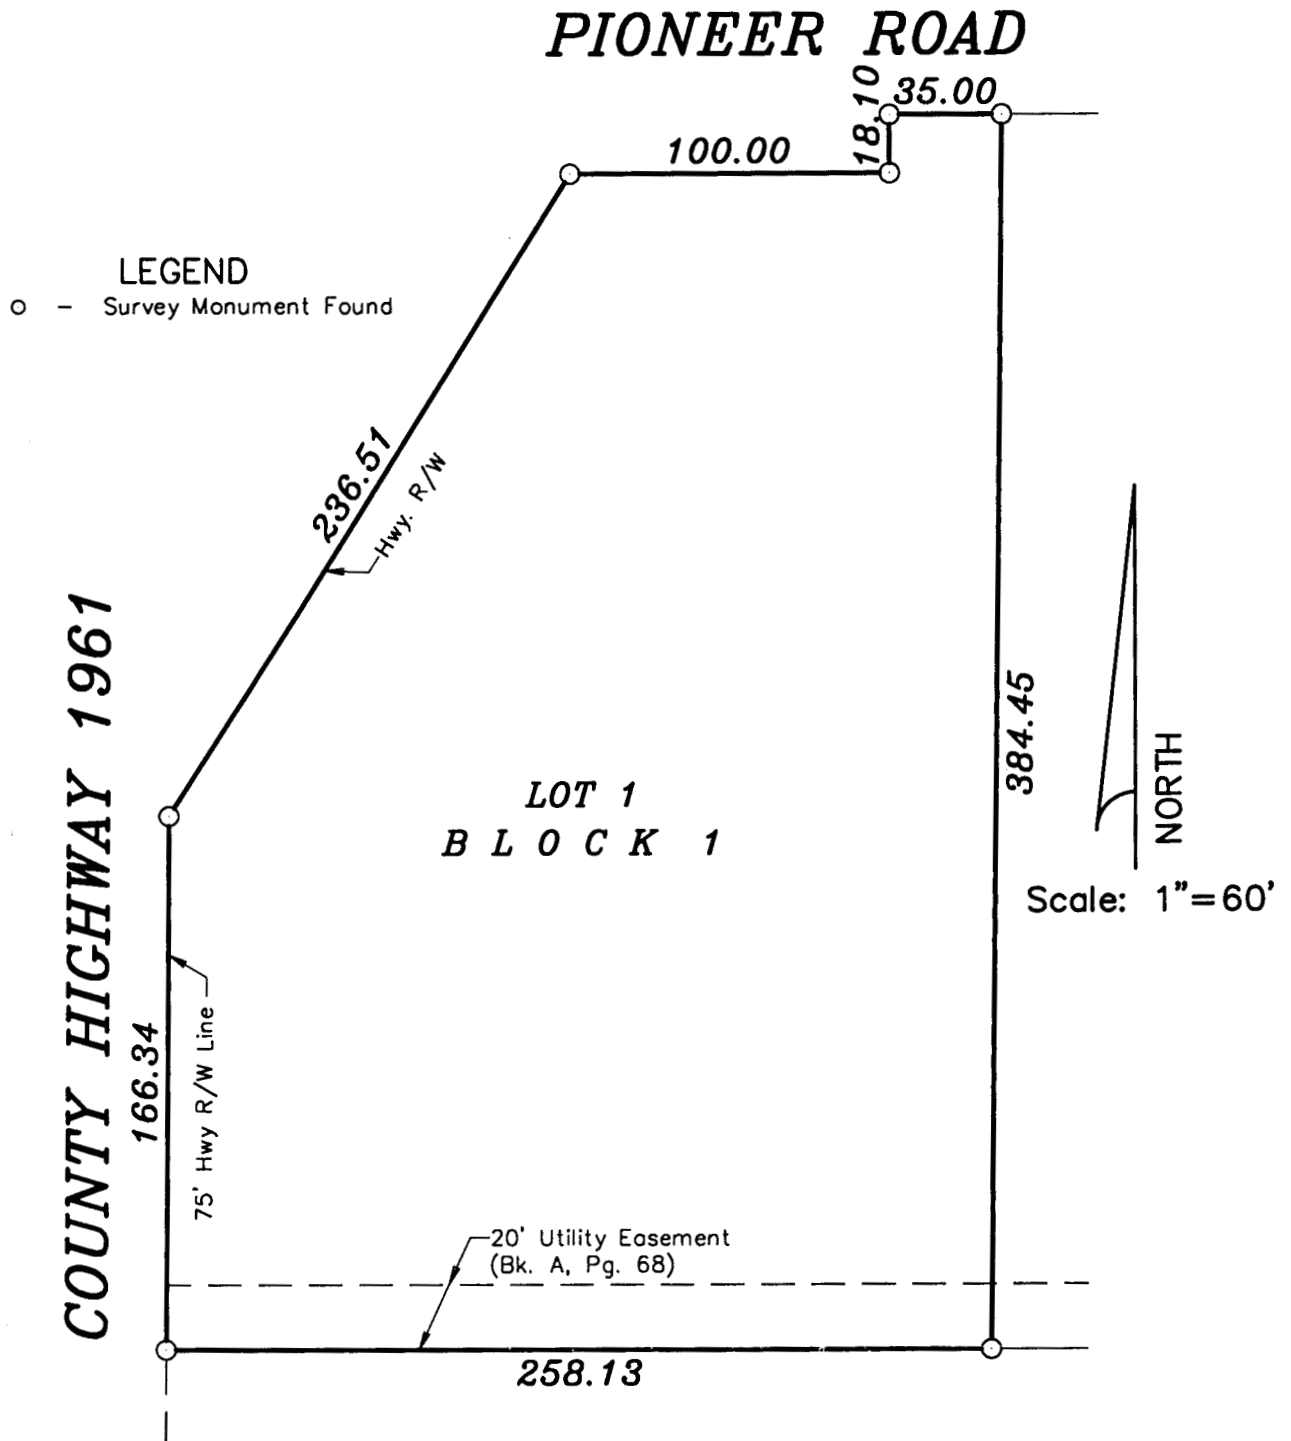 PIONEER ROAD
35.00
18.10
100.00
LEGEND
- Survey Monument Found
236.51
Hwy. R/W
COUNTY HIGHWAY 1961
384.45
NORTH
LOT 1
BLOCK 1
Scale: 1"=60'
166.34
75' Hwy R/W Line
20' Utility Easement
(Bk. A, Pg. 68)
258.13